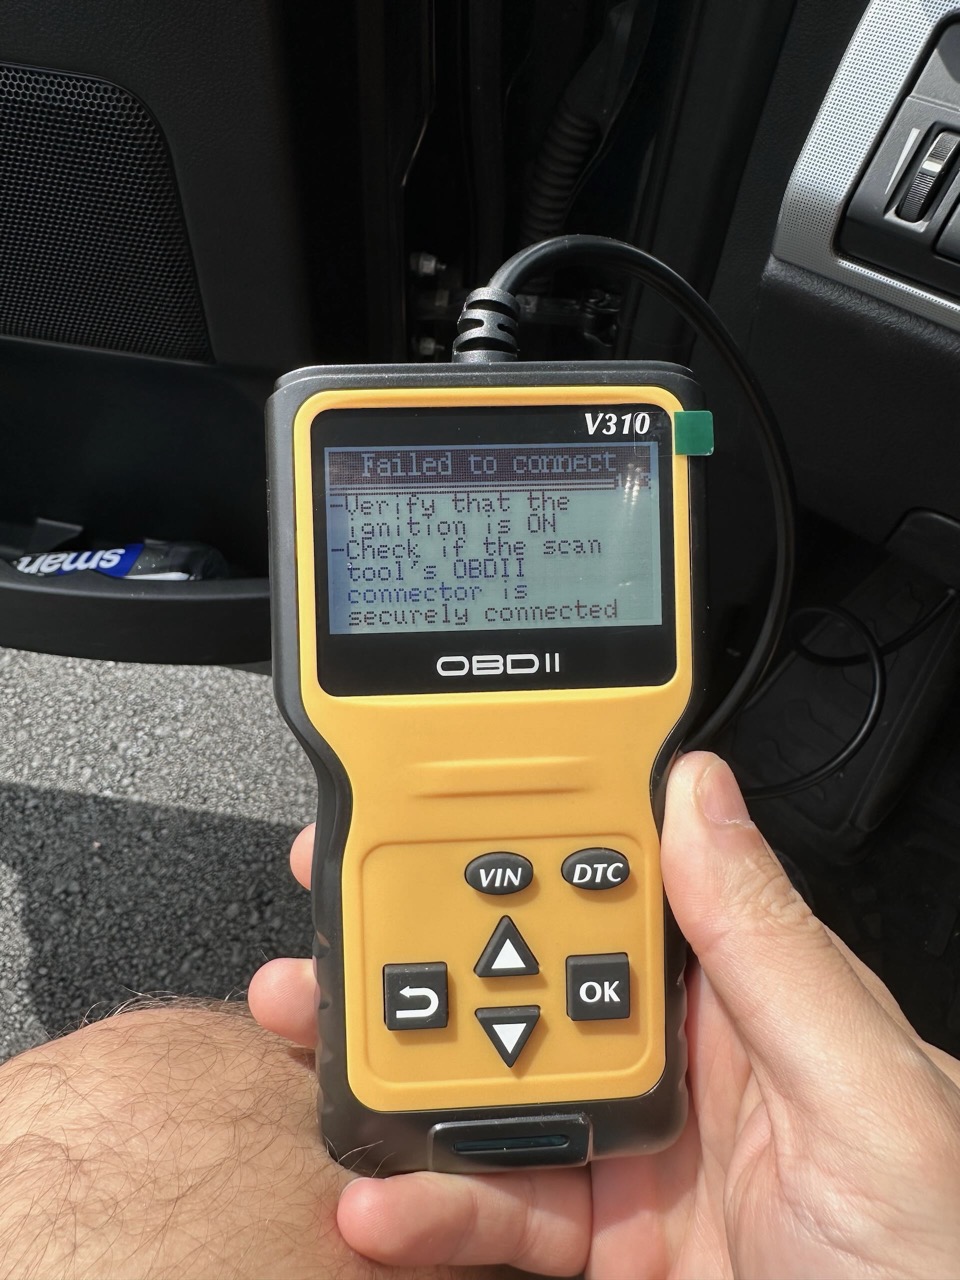 V310
Failed to connect
-Verify that the
ignition is ON
-Check if the scan
tool's OBDII
connector is
securely connected
OBDII
VIN
DTC
OK
sman